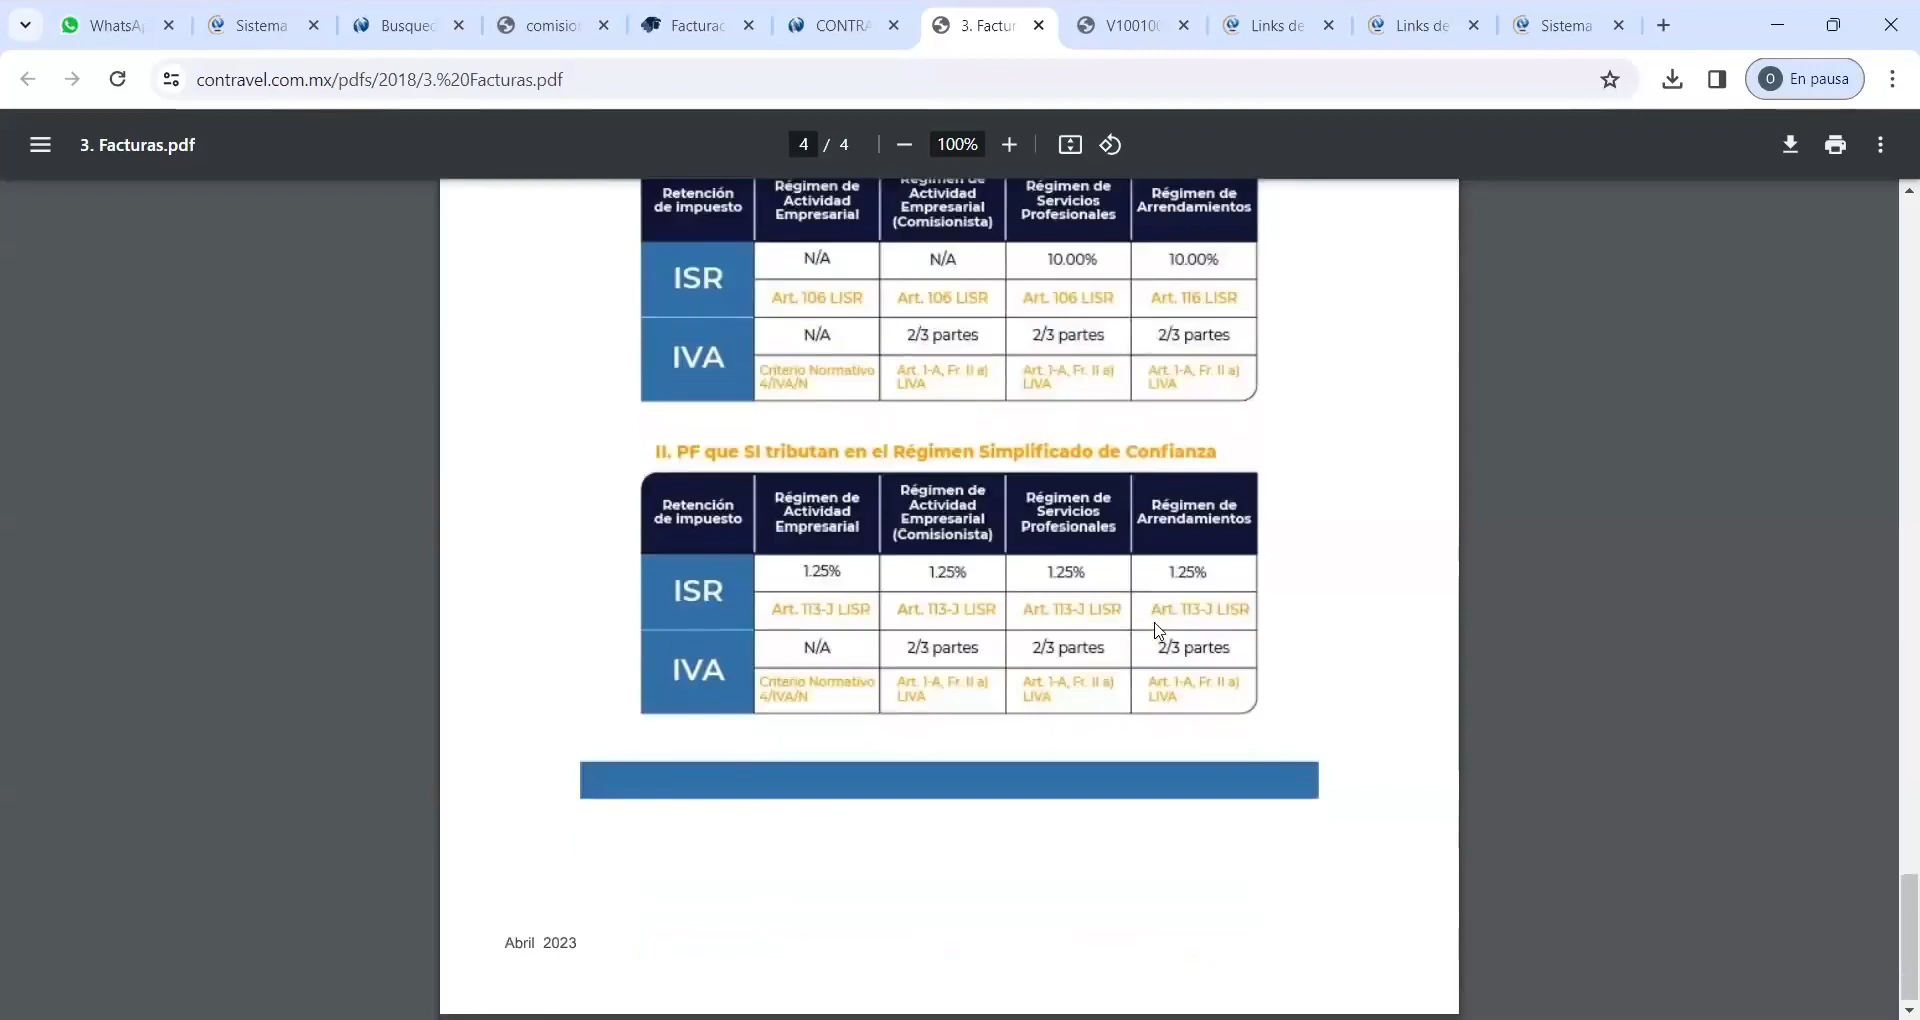 WhatsA
Sistema
Busqued
comision
Facturac
CONTRA
3. Factur
V10010
Links de
Links de
Sistema
contravel.com.mx/pdfs/2018/3.%20Facturas.pdf
O En pausa
3. Facturas.pdf
4 / 4
100%
Retención de impuesto
Régimen de Actividad Empresarial
Régimen de Actividad Empresarial (Comisionista)
Régimen de Servicios Profesionales
Régimen de Arrendamientos
ISR
N/A N/A 10.00% 10.00%
Art. 106 LISR Art. 106 LISR Art. 106 LISR Art. 116 LISR
IVA
N/A 2/3 partes 2/3 partes 2/3 partes
Criterio Normativo 4/IVA/N
Art. 1-A, Fr. II a) LIVA
Art. 1-A, Fr. II a) LIVA
Art. 1-A, Fr. II a) LIVA
II. PF que SI tributan en el Régimen Simplificado de Confianza
Retención de impuesto
Régimen de Actividad Empresarial
Régimen de Actividad Empresarial (Comisionista)
Régimen de Servicios Profesionales
Régimen de Arrendamientos
ISR
1.25% 1.25% 1.25% 1.25%
Art. 113-J LISR Art. 113-J LISR Art. 113-J LISR Art. 113-J LISR
IVA
N/A 2/3 partes 2/3 partes 2/3 partes
Criterio Normativo 4/IVA/N
Art. 1-A, Fr. II a) LIVA
Art. 1-A, Fr. II a) LIVA
Art. 1-A, Fr. II a) LIVA
Abril 2023